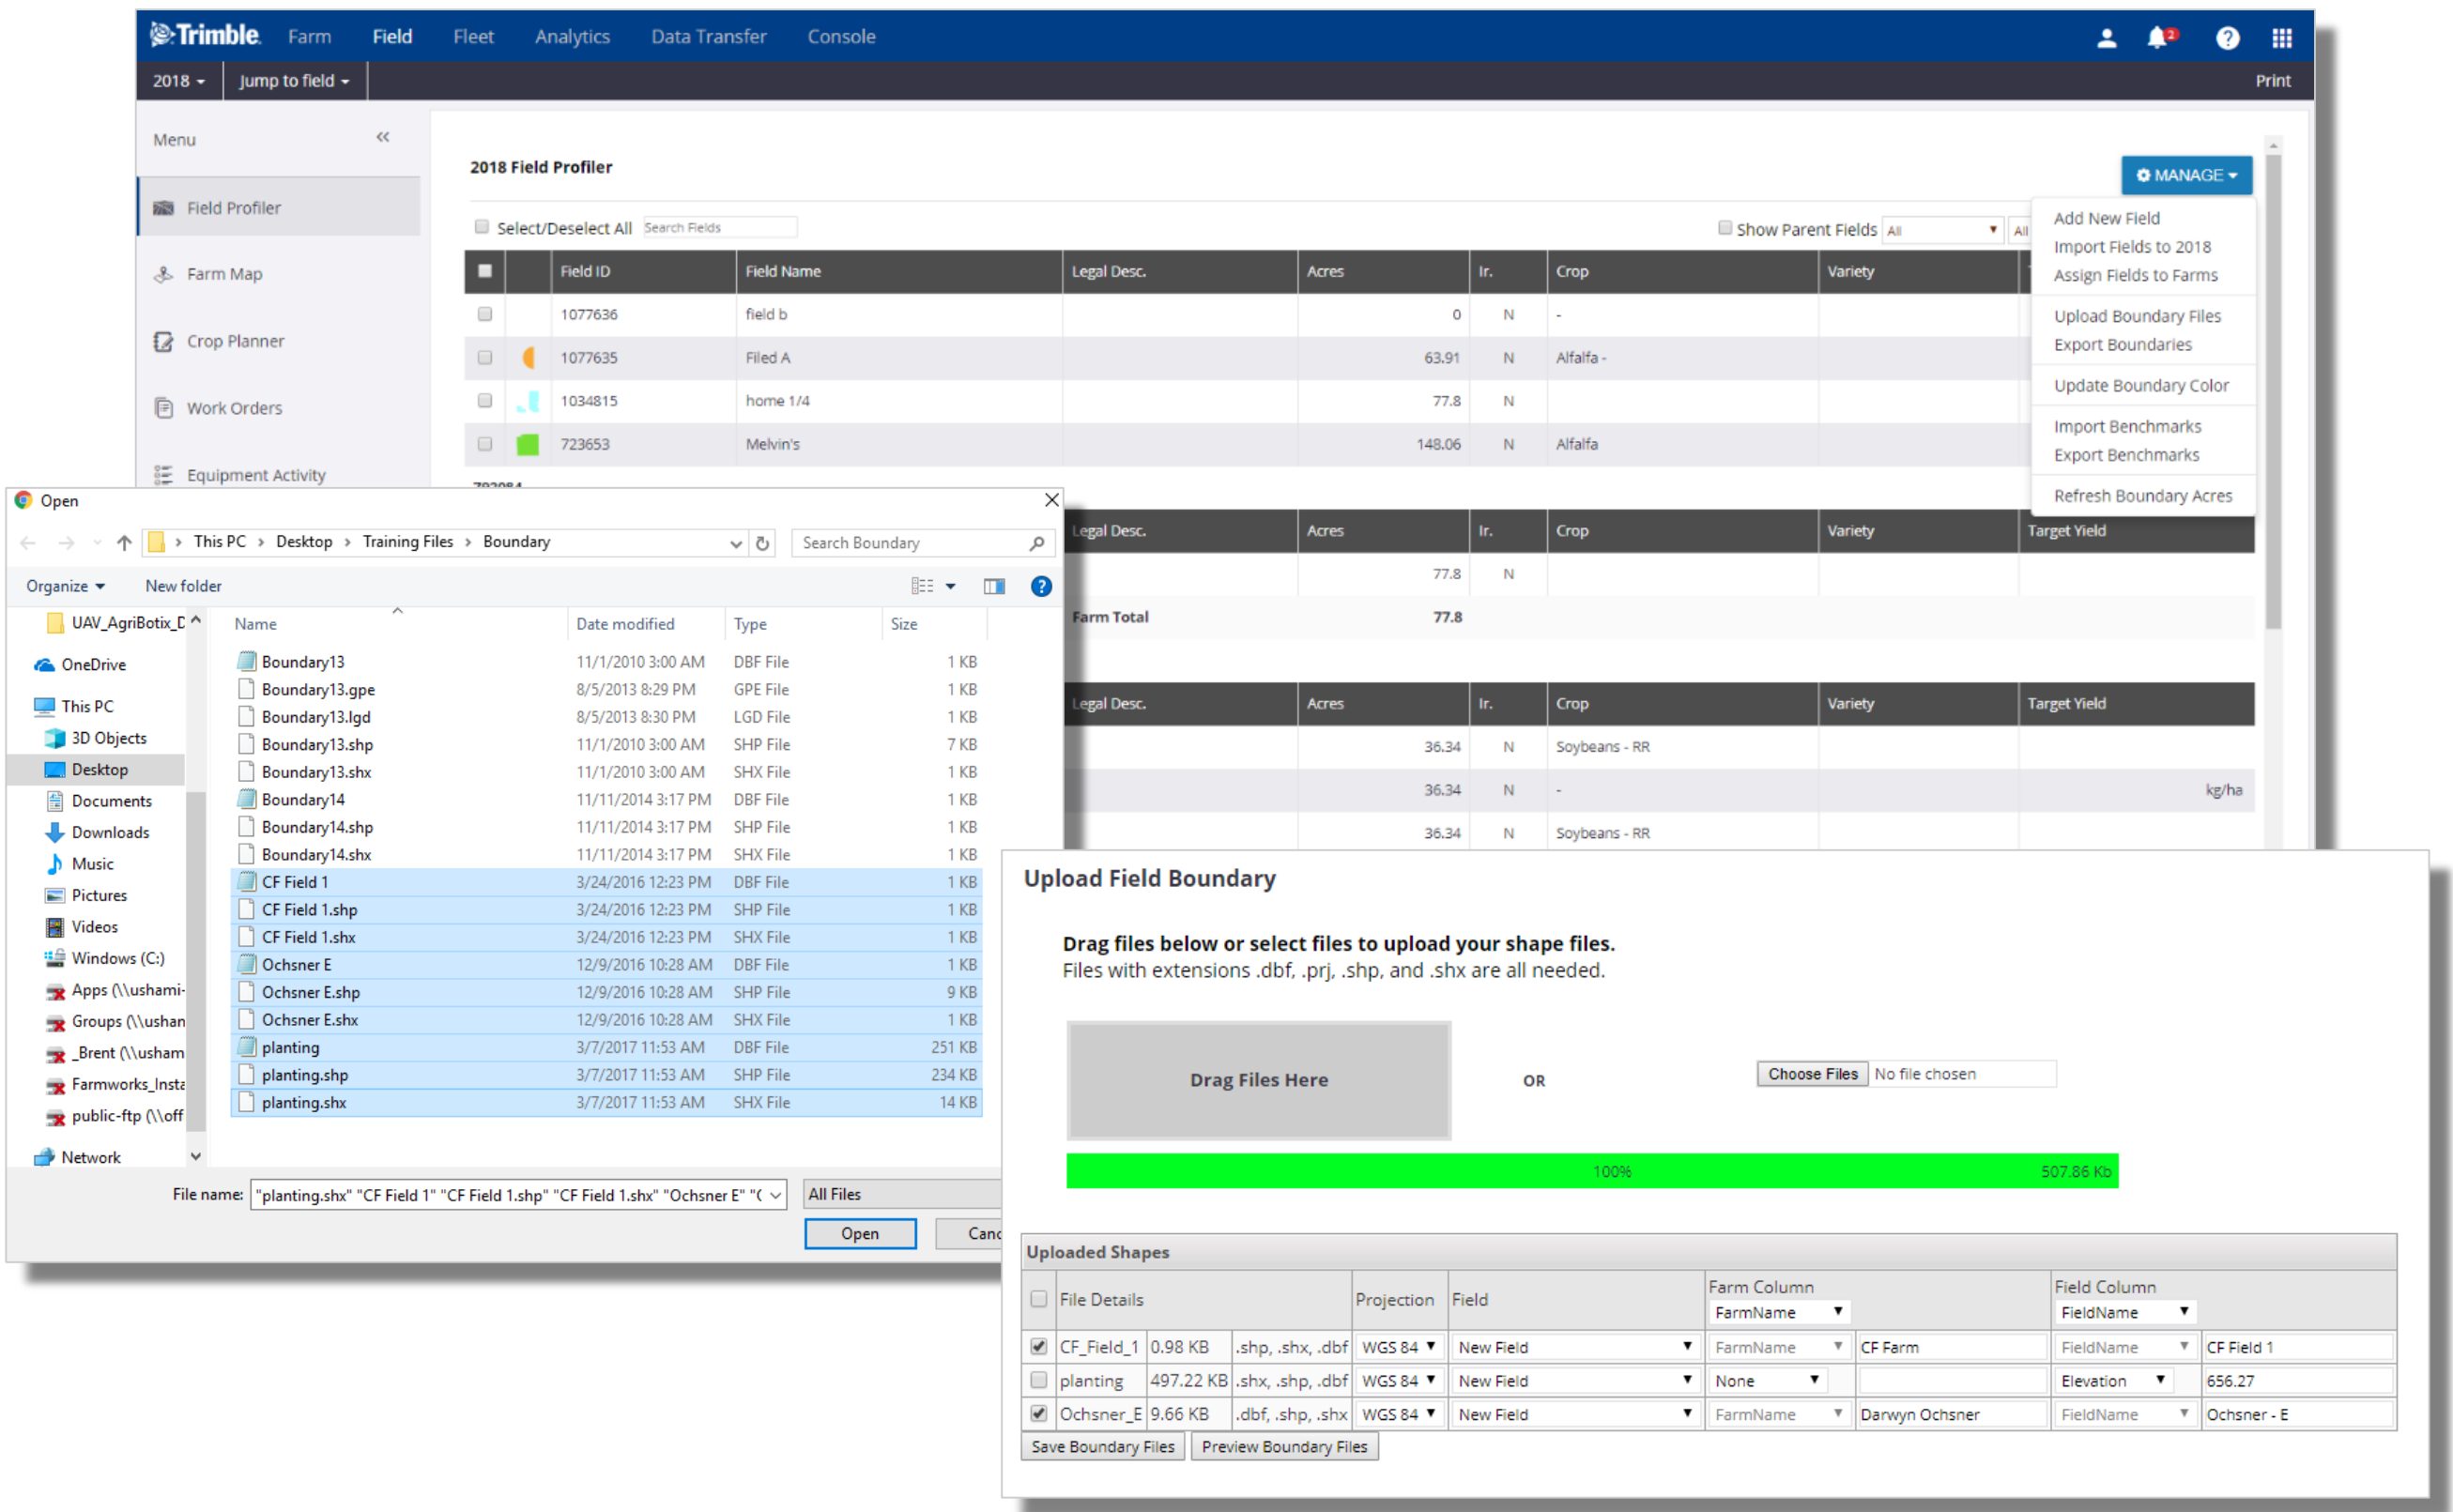 Trimble. Farm Field Fleet Analytics Data Transfer Console 2 ?
2018 Jump to field Print
Menu «
Field Profiler
Farm Map
Crop Planner
Work Orders
Equipment Activity
2018 Field Profiler
MANAGE
Select/Deselect All Search Fields Show Parent Fields All All
Field ID Field Name Legal Desc. Acres Ir. Crop Variety
1077636 field b 0 N -
1077635 Filed A 63.91 N Alfalfa -
1034815 home 1/4 77.8 N
723653 Melvin's 148.06 N Alfalfa
Add New Field
Import Fields to 2018
Assign Fields to Farms
Upload Boundary Files
Export Boundaries
Update Boundary Color
Import Benchmarks
Export Benchmarks
Refresh Boundary Acres
Legal Desc. Acres Ir. Crop Variety Target Yield
77.8 N
Farm Total 77.8
Legal Desc. Acres Ir. Crop Variety Target Yield
36.34 N Soybeans - RR
36.34 N - kg/ha
36.34 N Soybeans - RR
Open
This PC > Desktop > Training Files > Boundary Search Boundary
Organize New folder ?
UAV_AgriBotix_D
OneDrive
This PC
3D Objects
Desktop
Documents
Downloads
Music
Pictures
Videos
Windows (C:)
Apps (\\ushami-
Groups (\\ushan
_Brent (\\usham
Farmworks_Insta
public-ftp (\\off
Network
Name Date modified Type Size
Boundary13 11/1/2010 3:00 AM DBF File 1 KB
Boundary13.gpe 8/5/2013 8:29 PM GPE File 1 KB
Boundary13.lgd 8/5/2013 8:30 PM LGD File 1 KB
Boundary13.shp 11/1/2010 3:00 AM SHP File 7 KB
Boundary13.shx 11/1/2010 3:00 AM SHX File 1 KB
Boundary14 11/11/2014 3:17 PM DBF File 1 KB
Boundary14.shp 11/11/2014 3:17 PM SHP File 1 KB
Boundary14.shx 11/11/2014 3:17 PM SHX File 1 KB
CF Field 1 3/24/2016 12:23 PM DBF File 1 KB
CF Field 1.shp 3/24/2016 12:23 PM SHP File 1 KB
CF Field 1.shx 3/24/2016 12:23 PM SHX File 1 KB
Ochsner E 12/9/2016 10:28 AM DBF File 1 KB
Ochsner E.shp 12/9/2016 10:28 AM SHP File 9 KB
Ochsner E.shx 12/9/2016 10:28 AM SHX File 1 KB
planting 3/7/2017 11:53 AM DBF File 251 KB
planting.shp 3/7/2017 11:53 AM SHP File 234 KB
planting.shx 3/7/2017 11:53 AM SHX File 14 KB
File name: "planting.shx" "CF Field 1" "CF Field 1.shp" "CF Field 1.shx" "Ochsner E" "( All Files
Open Canc
Upload Field Boundary
Drag files below or select files to upload your shape files.
Files with extensions .dbf, .prj, .shp, and .shx are all needed.
Drag Files Here OR Choose Files No file chosen
100% 507.86 Kb
Uploaded Shapes
File Details Projection Field Farm Column Field Column
FarmName FieldName
CF_Field_1 0.98 KB .shp, .shx, .dbf WGS 84 New Field FarmName CF Farm FieldName CF Field 1
planting 497.22 KB .shx, .shp, .dbf WGS 84 New Field None Elevation 656.27
Ochsner_E 9.66 KB .dbf, .shp, .shx WGS 84 New Field FarmName Darwyn Ochsner FieldName Ochsner - E
Save Boundary Files Preview Boundary Files